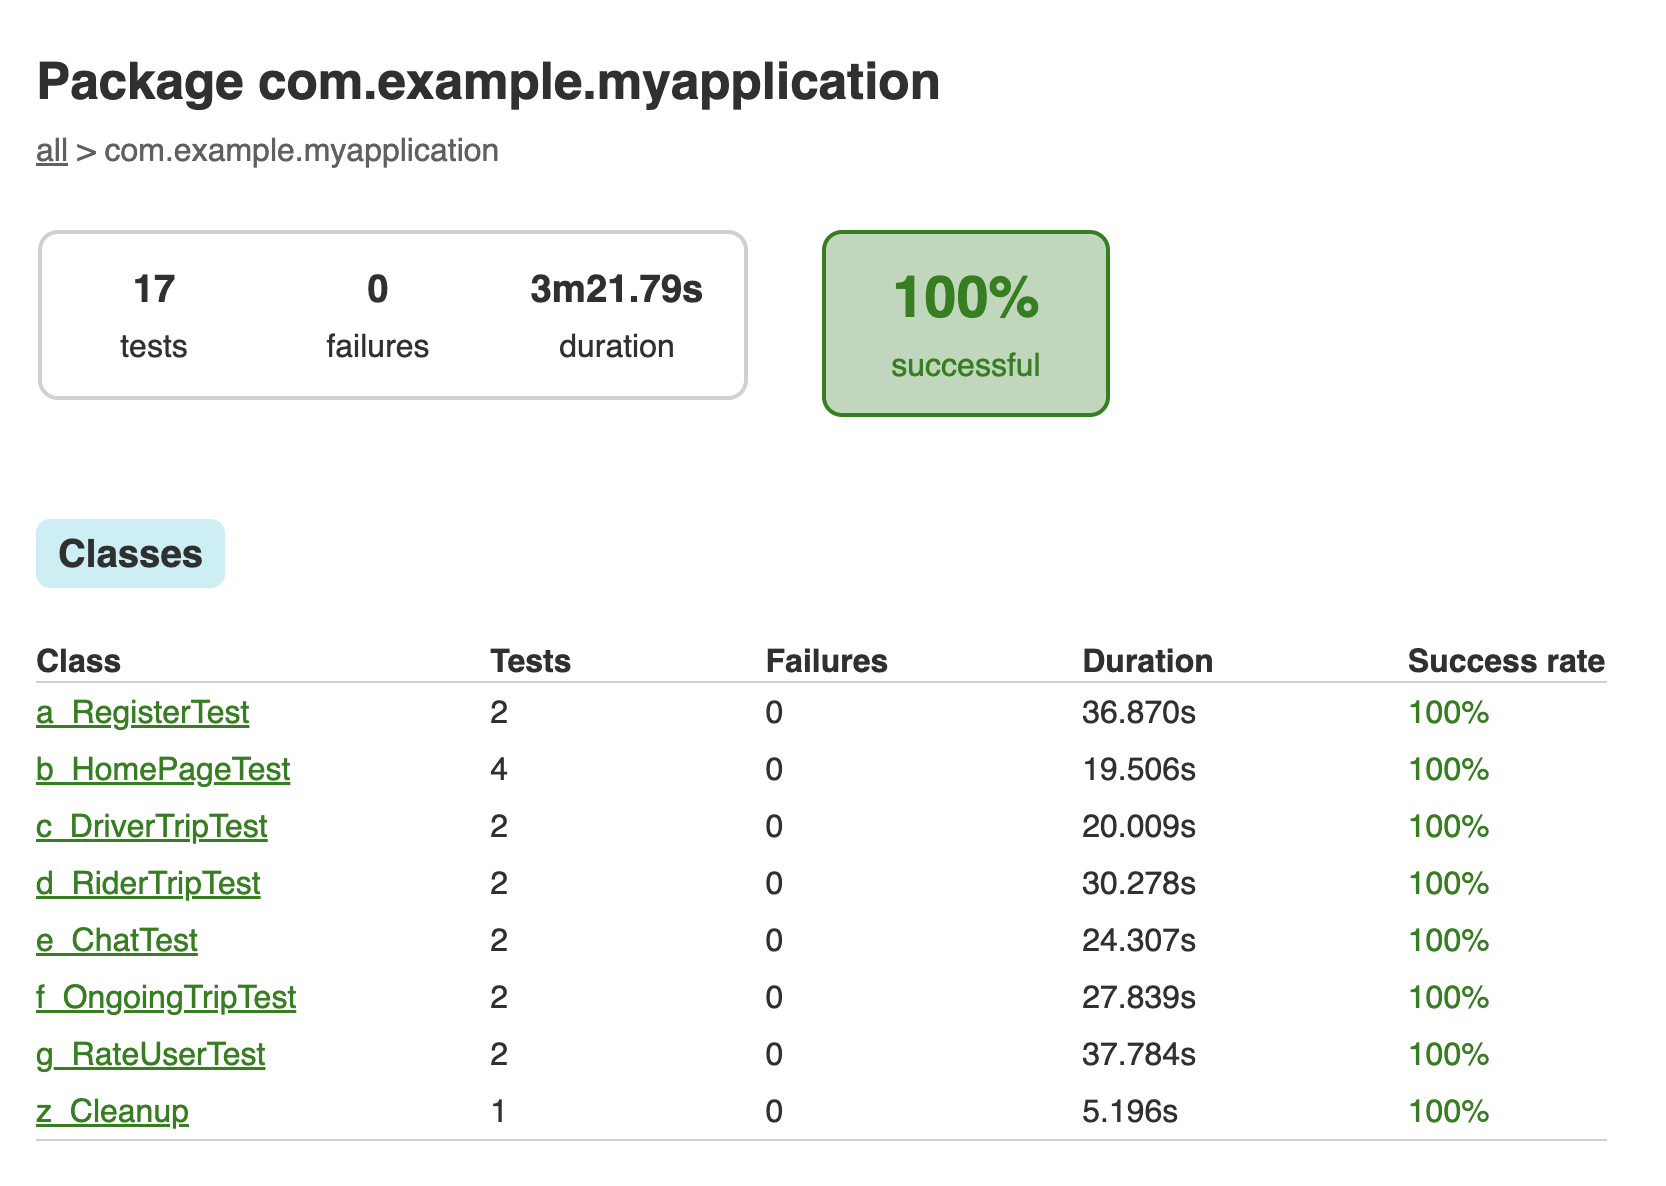 Package com.example.myapplication
all > com.example.myapplication
17 0 3m21.79s
tests failures duration
100%
successful
Classes
Class Tests Failures Duration Success rate
a_RegisterTest 2 0 36.870s 100%
b_HomePageTest 4 0 19.506s 100%
c_DriverTripTest 2 0 20.009s 100%
d_RiderTripTest 2 0 30.278s 100%
e_ChatTest 2 0 24.307s 100%
f_OngoingTripTest 2 0 27.839s 100%
g_RateUserTest 2 0 37.784s 100%
z_Cleanup 1 0 5.196s 100%